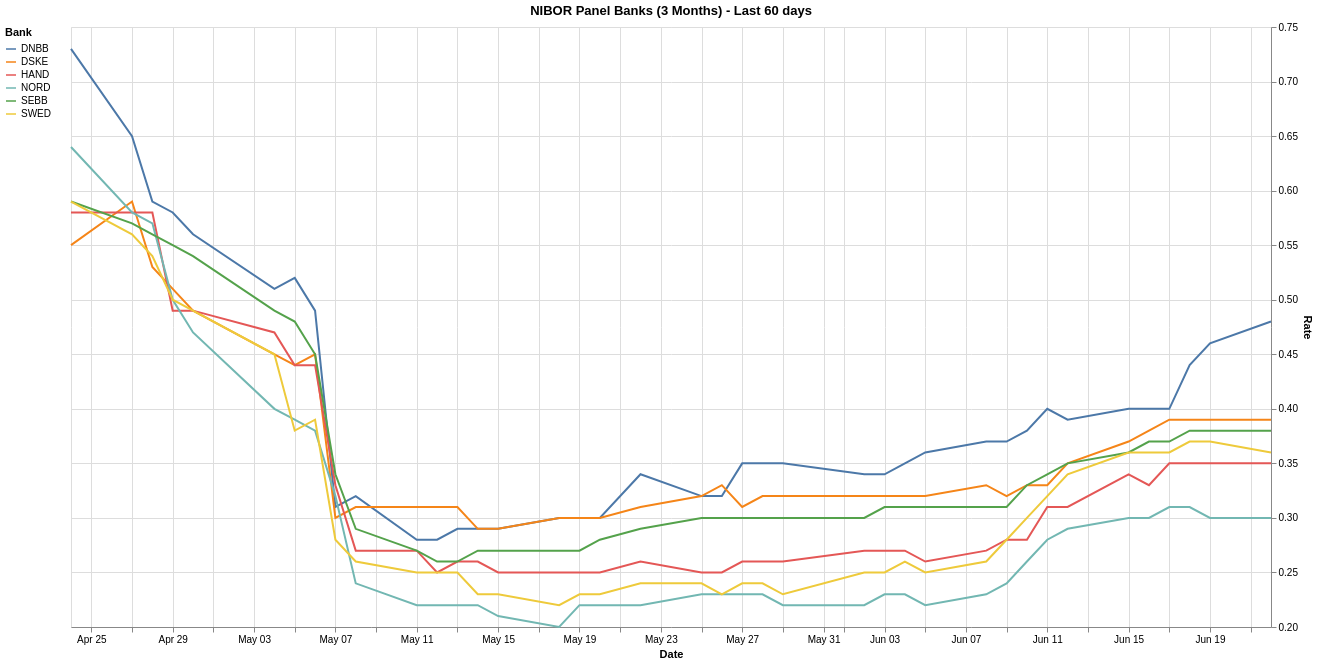 NIBOR Panel Banks (3 Months) - Last 60 days
Bank
DNBB
DSKE
HAND
NORD
SEBB
SWED
0.75
0.70
0.65
0.60
0.55
0.50
0.45
0.40
0.35
0.30
0.25
0.20
Rate
Apr 25 Apr 29 May 03 May 07 May 11 May 15 May 19 May 23 May 27 May 31 Jun 03 Jun 07 Jun 11 Jun 15 Jun 19
Date